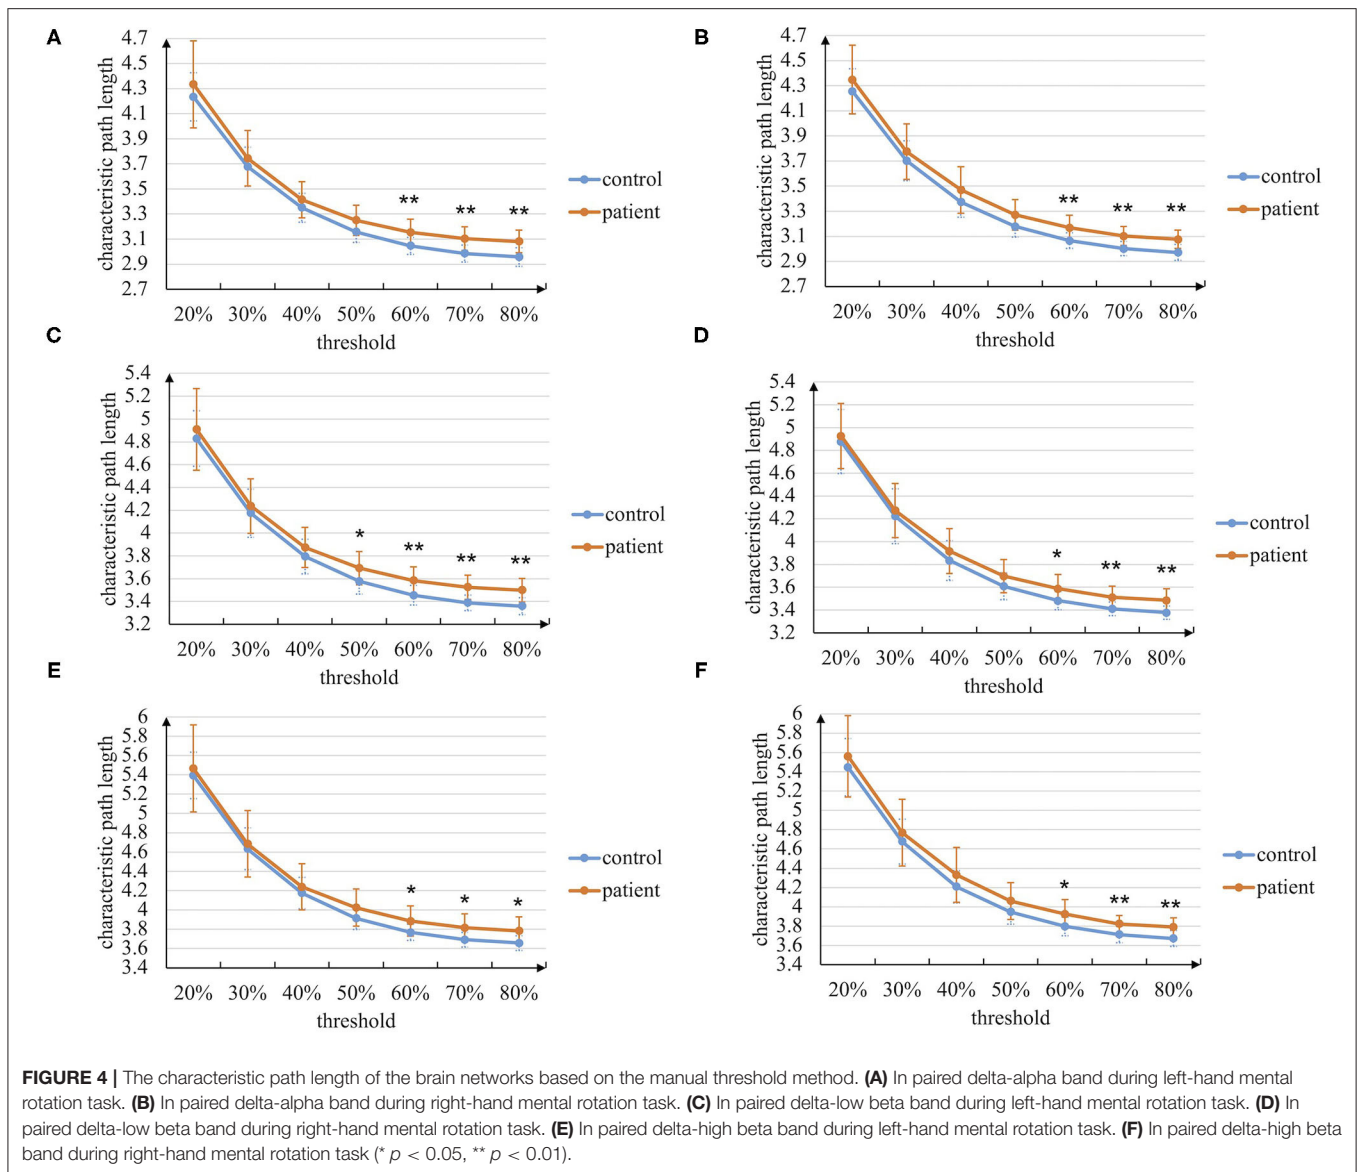 A
4.7
4.5
4.3
4.1
3.9
3.7
3.5
3.3
3.1
2.9
2.7
characteristic path length
** ** **
20% 30% 40% 50% 60% 70% 80%
threshold
control
patient
B
4.7
4.5
4.3
4.1
3.9
3.7
3.5
3.3
3.1
2.9
2.7
characteristic path length
** ** **
20% 30% 40% 50% 60% 70% 80%
threshold
control
patient
C
5.4
5.2
5
4.8
4.6
4.4
4.2
4
3.8
3.6
3.4
3.2
characteristic path length
* ** ** **
20% 30% 40% 50% 60% 70% 80%
threshold
control
patient
D
5.4
5.2
5
4.8
4.6
4.4
4.2
4
3.8
3.6
3.4
3.2
characteristic path length
* ** **
20% 30% 40% 50% 60% 70% 80%
threshold
control
patient
E
6
5.8
5.6
5.4
5.2
5
4.8
4.6
4.4
4.2
4
3.8
3.6
3.4
characteristic path length
* * *
20% 30% 40% 50% 60% 70% 80%
threshold
control
patient
F
6
5.8
5.6
5.4
5.2
5
4.8
4.6
4.4
4.2
4
3.8
3.6
3.4
characteristic path length
* ** **
20% 30% 40% 50% 60% 70% 80%
threshold
control
patient
FIGURE 4 | The characteristic path length of the brain networks based on the manual threshold method. (A) In paired delta-alpha band during left-hand mental
rotation task. (B) In paired delta-alpha band during right-hand mental rotation task. (C) In paired delta-low beta band during left-hand mental rotation task. (D) In
paired delta-low beta band during right-hand mental rotation task. (E) In paired delta-high beta band during left-hand mental rotation task. (F) In paired delta-high beta
band during right-hand mental rotation task (* p < 0.05, ** p < 0.01).